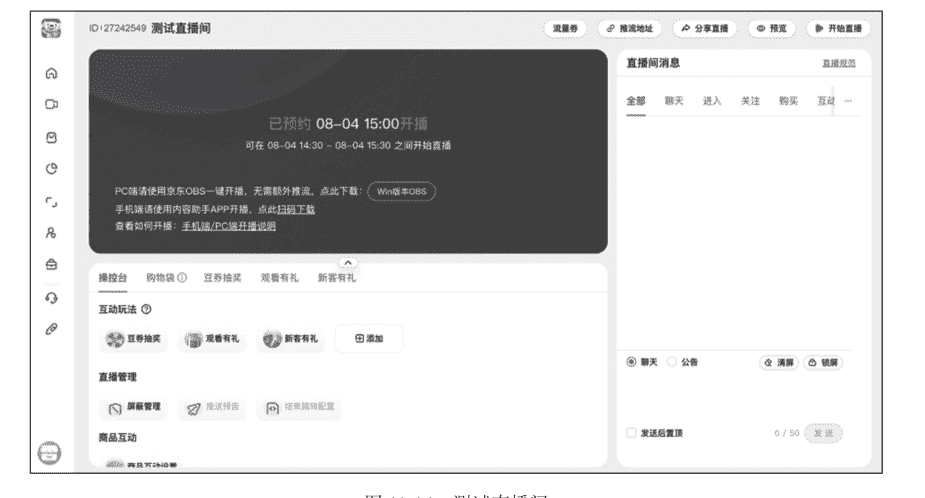 ID:27242549 测试直播间
流量券 推流地址 分享直播 预览 开始直播
已预约 08-04 15:00开播
可在 08-04 14:30 - 08-04 15:30 之间开始直播
PC端请使用京东OBS一键开播，无需额外推流，点此下载： Win版本OBS
手机端请使用内容助手APP开播，点此扫码下载
查看如何开播：手机端/PC端开播说明
操控台 购物袋 豆券抽奖 观看有礼 新客有礼
互动玩法
豆券抽奖 观看有礼 新客有礼 添加
直播管理
屏蔽管理 推送预告 结束跳转配置
商品互动
商品互动设置
直播间消息 直播规范
全部 聊天 进入 关注 购买 互动 ...
聊天 公告 清屏 锁屏
发送后置顶 0 / 50 发送